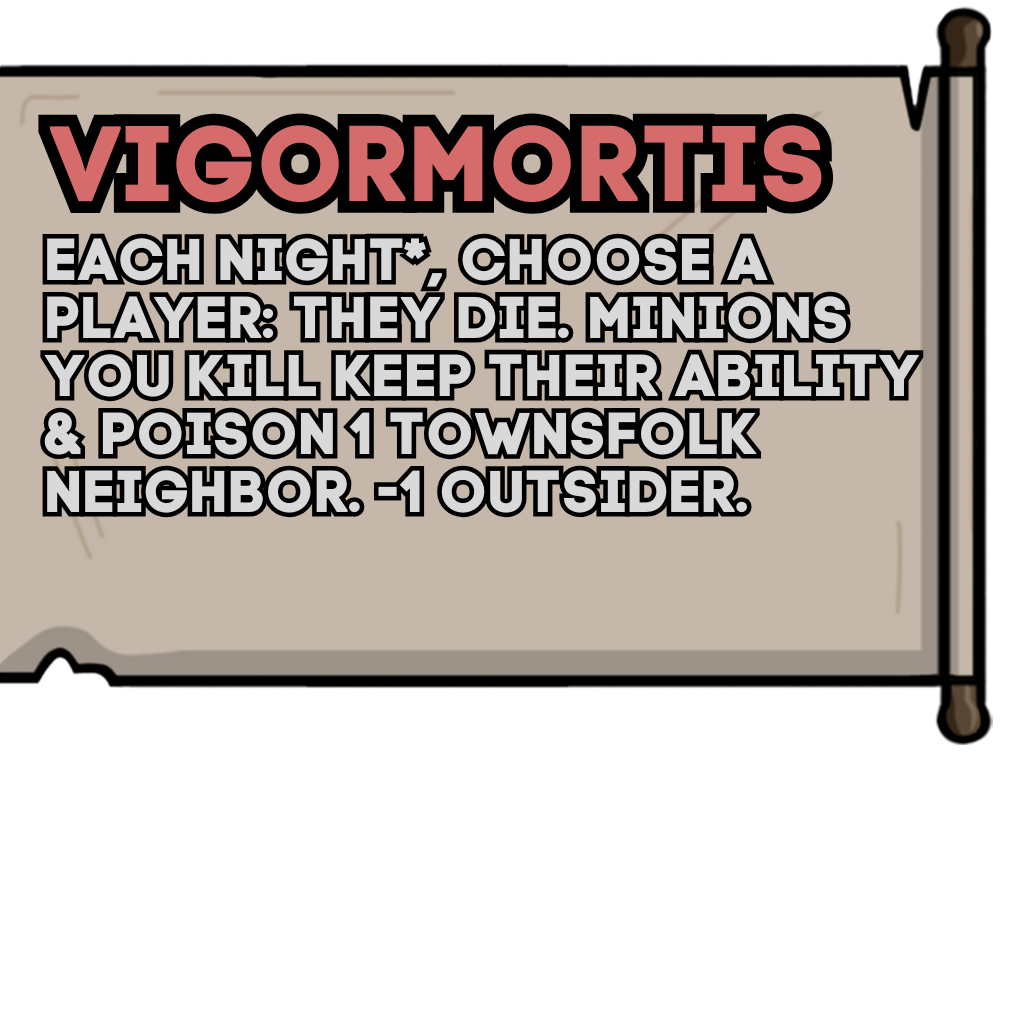 VIGORMORTIS
EACH NIGHT*, CHOOSE A
PLAYER: THEY DIE. MINIONS
YOU KILL KEEP THEIR ABILITY
& POISON 1 TOWNSFOLK
NEIGHBOR. -1 OUTSIDER.